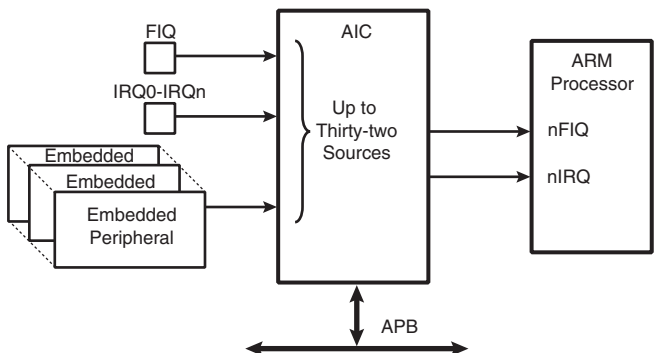 FIQ
IRQ0-IRQn
Embedded
Embedded
Embedded
Peripheral
AIC
Up to
Thirty-two
Sources
ARM
Processor
nFIQ
nIRQ
APB